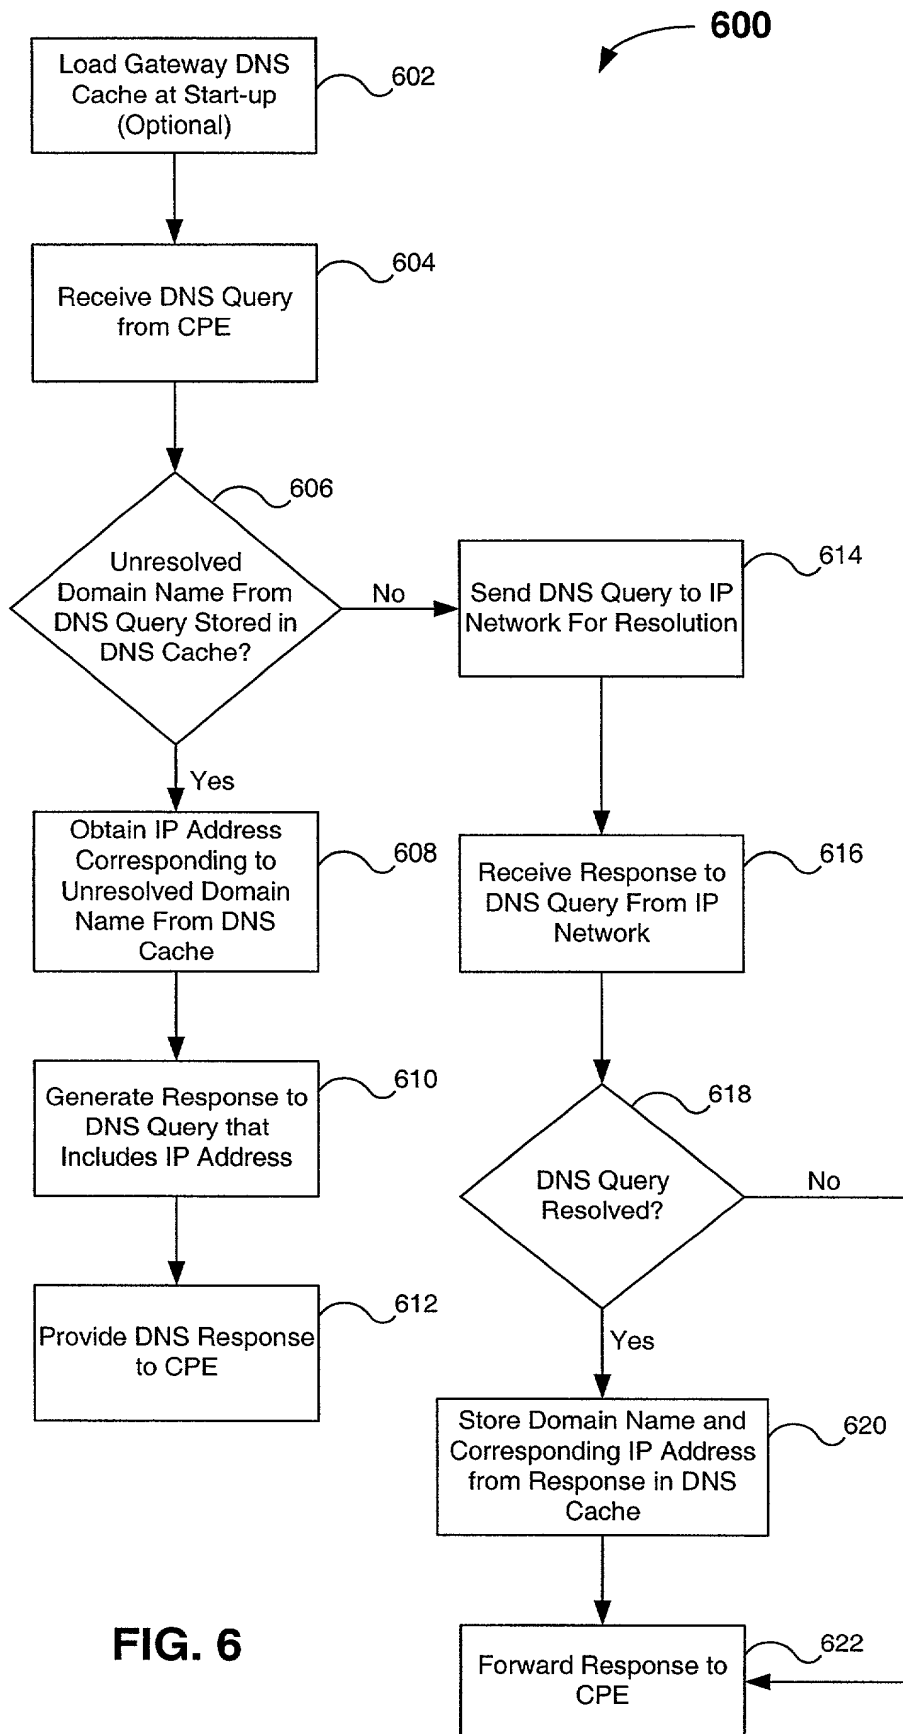 600
Load Gateway DNS
Cache at Start-up
(Optional)
602
Receive DNS Query
from CPE
604
Unresolved
Domain Name From
DNS Query Stored in
DNS Cache?
606
No
Yes
Send DNS Query to IP
Network For Resolution
614
Obtain IP Address
Corresponding to
Unresolved Domain
Name From DNS
Cache
608
Receive Response to
DNS Query From IP
Network
616
Generate Response to
DNS Query that
Includes IP Address
610
DNS Query
Resolved?
618
No
Yes
Provide DNS Response
to CPE
612
Store Domain Name and
Corresponding IP Address
from Response in DNS
Cache
620
Forward Response to
CPE
622
FIG. 6